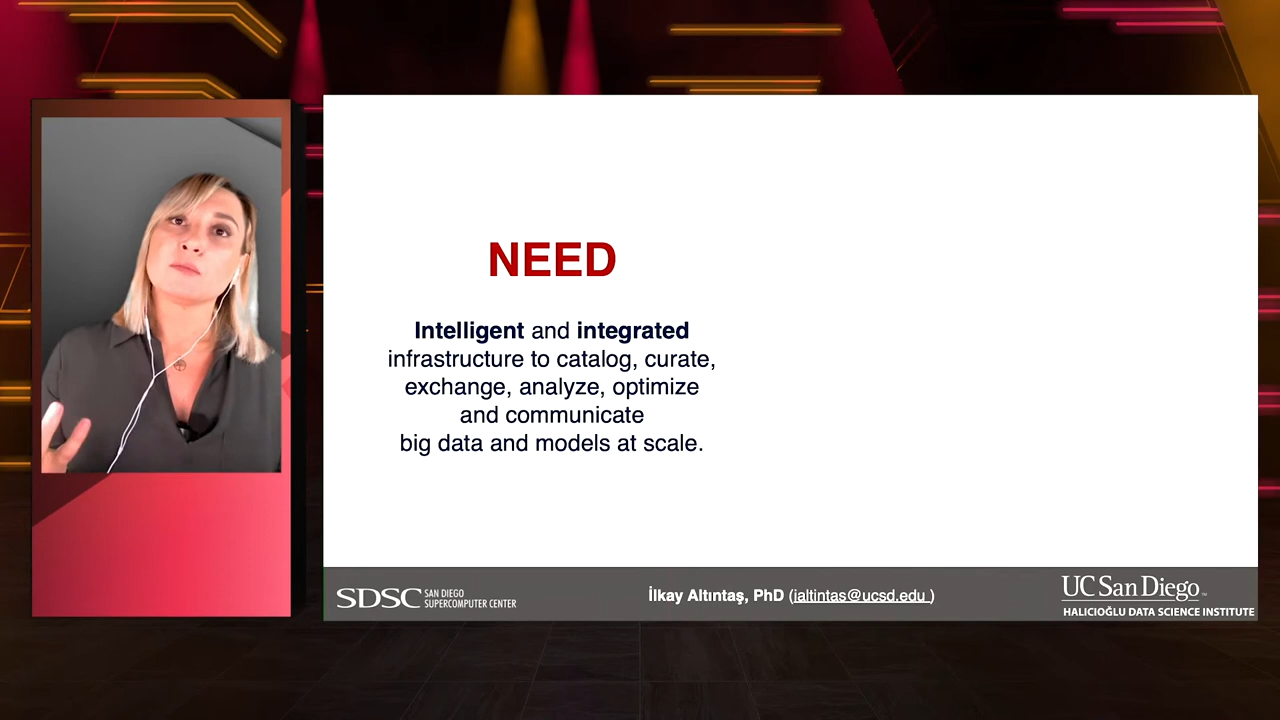 NEED
Intelligent and integrated
infrastructure to catalog, curate,
exchange, analyze, optimize
and communicate
big data and models at scale.
SDSC SAN DIEGO
SUPERCOMPUTER CENTER
İlkay Altıntaş, PhD (ialtintas@ucsd.edu )
UC San Diego
HALICIOĞLU DATA SCIENCE INSTITUTE